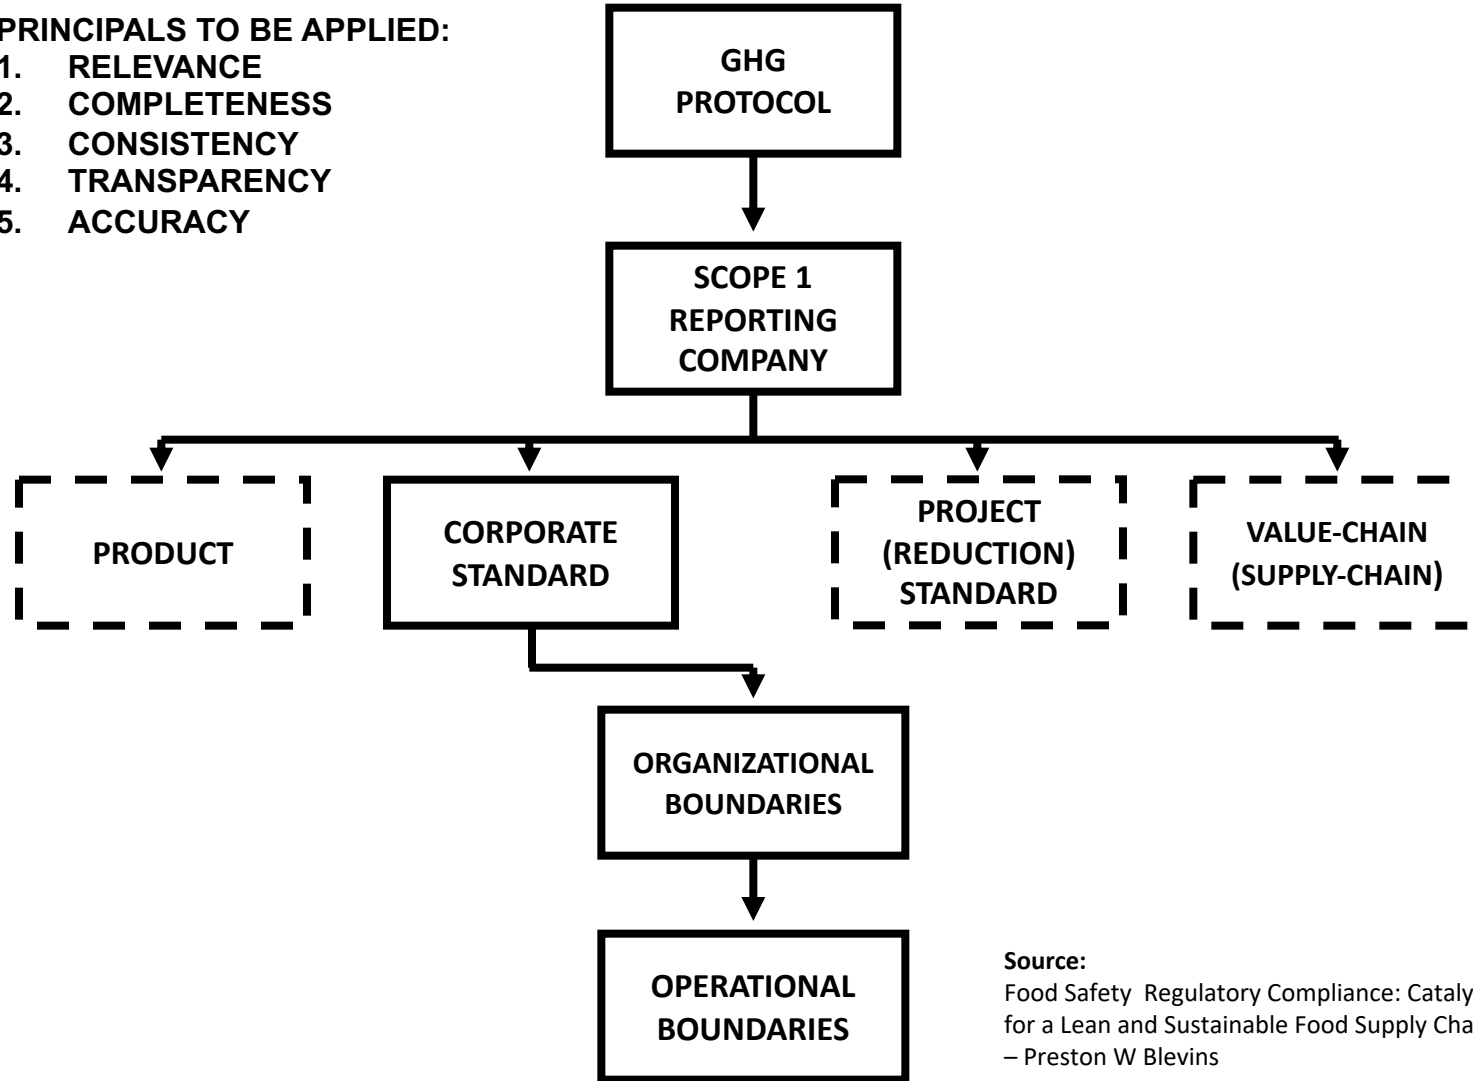 PRINCIPALS TO BE APPLIED:
1. RELEVANCE
2. COMPLETENESS
3. CONSISTENCY
4. TRANSPARENCY
5. ACCURACY
GHG
PROTOCOL
SCOPE 1
REPORTING
COMPANY
PRODUCT
CORPORATE
STANDARD
PROJECT
(REDUCTION)
STANDARD
VALUE-CHAIN
(SUPPLY-CHAIN)
ORGANIZATIONAL
BOUNDARIES
OPERATIONAL
BOUNDARIES
Source:
Food Safety Regulatory Compliance: Cataly
for a Lean and Sustainable Food Supply Cha
– Preston W Blevins